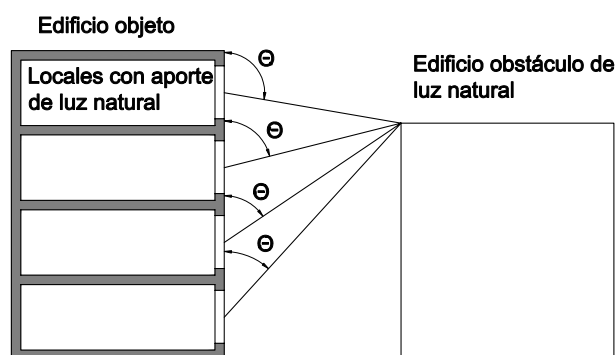 Edificio objeto
Locales con aporte
de luz natural
Edificio obstáculo de
luz natural
Θ
Θ
Θ
Θ